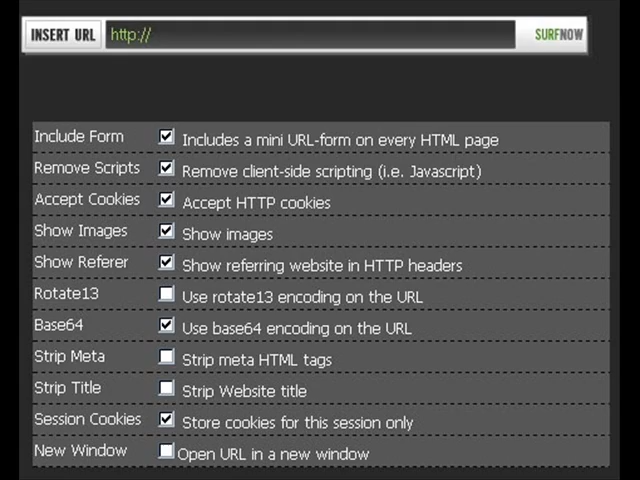 INSERT URL http:// SURFNOW
Include Form Includes a mini URL-form on every HTML page
Remove Scripts Remove client-side scripting (i.e. Javascript)
Accept Cookies Accept HTTP cookies
Show Images Show images
Show Referer Show referring website in HTTP headers
Rotate13 Use rotate13 encoding on the URL
Base64 Use base64 encoding on the URL
Strip Meta Strip meta HTML tags
Strip Title Strip Website title
Session Cookies Store cookies for this session only
New Window Open URL in a new window